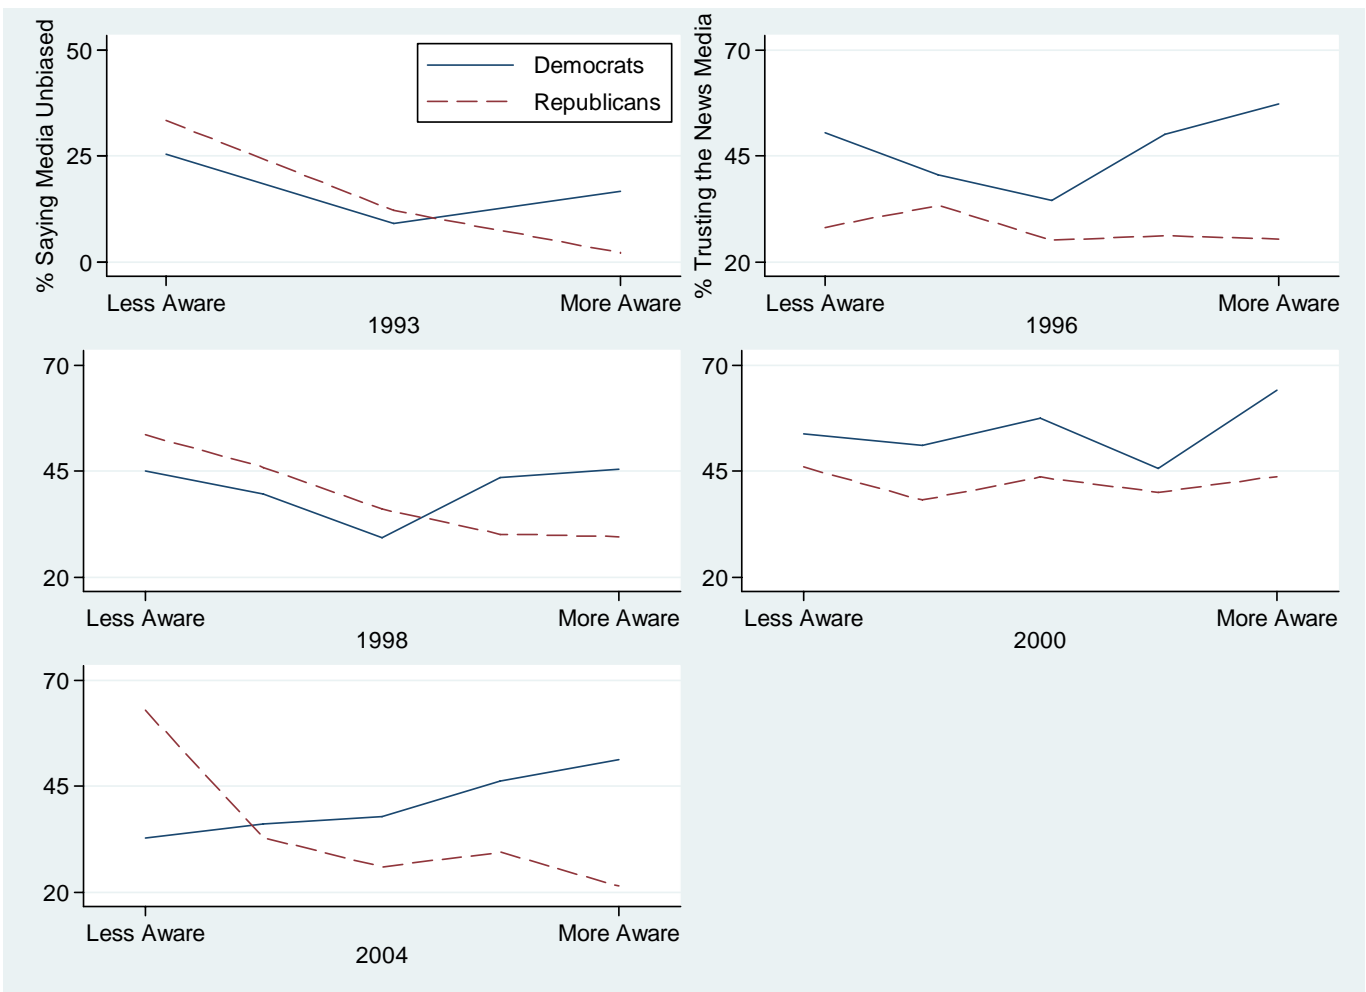 % Saying Media Unbiased
50
25
0
Democrats
Republicans
Less Aware
More Aware
1993
% Trusting the News Media
70
45
20
Less Aware
More Aware
1996
70
45
20
Less Aware
More Aware
1998
70
45
20
Less Aware
More Aware
2000
70
45
20
Less Aware
More Aware
2004